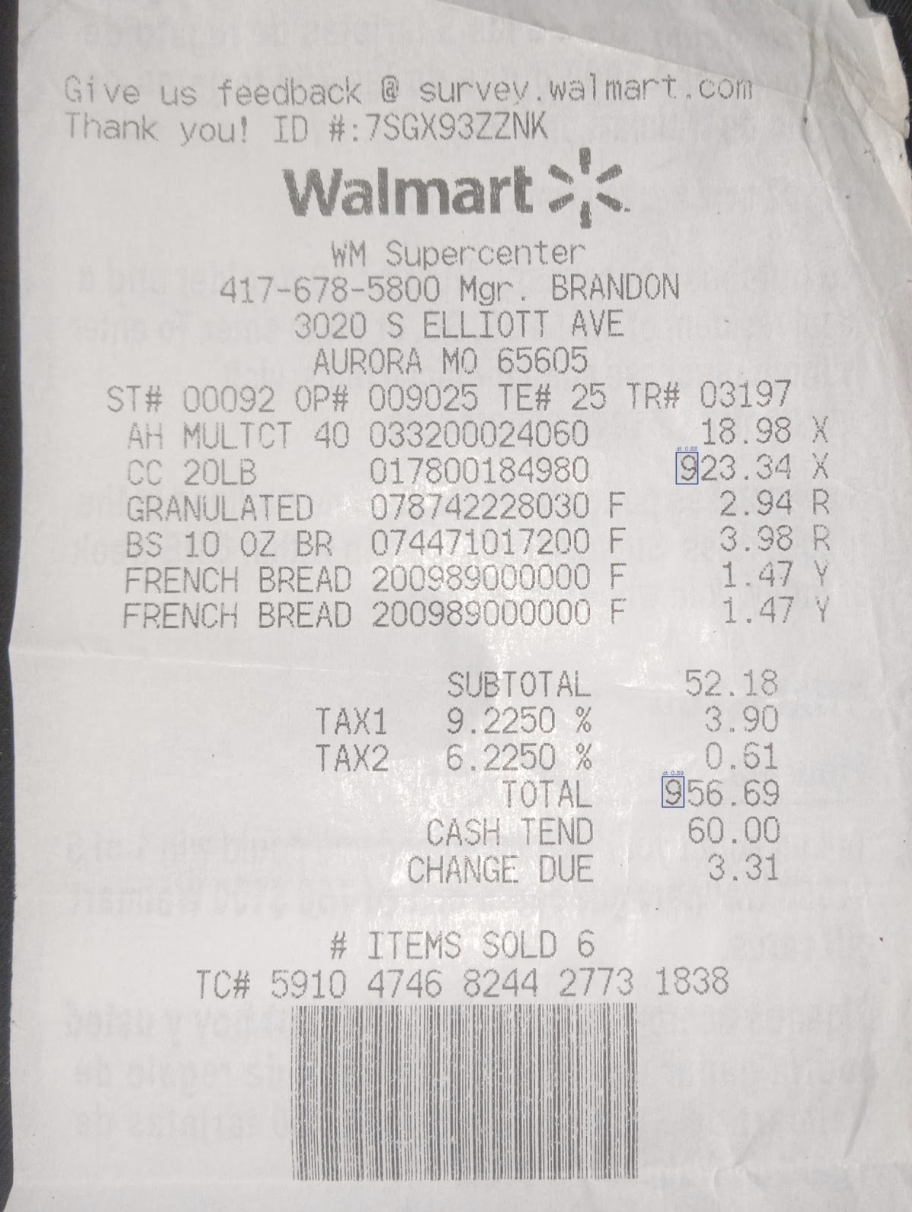 Give us feedback @ survey.walmart.com
Thank you! ID #:7SGX93ZZNK
Walmart
WM Supercenter
417-678-5800 Mgr. BRANDON
3020 S ELLIOTT AVE
AURORA MO 65605
ST# 00092 OP# 009025 TE# 25 TR# 03197
AH MULTCT 40 033200024060 18.98 X
CC 20LB 017800184980 923.34 X
GRANULATED 078742228030 F 2.94 R
BS 10 OZ BR 074471017200 F 3.98 R
FRENCH BREAD 200989000000 F 1.47 Y
FRENCH BREAD 200989000000 F 1.47 Y
SUBTOTAL 52.18
TAX1 9.2250 % 3.90
TAX2 6.2250 % 0.61
TOTAL 956.69
CASH TEND 60.00
CHANGE DUE 3.31
# ITEMS SOLD 6
TC# 5910 4746 8244 2773 1838